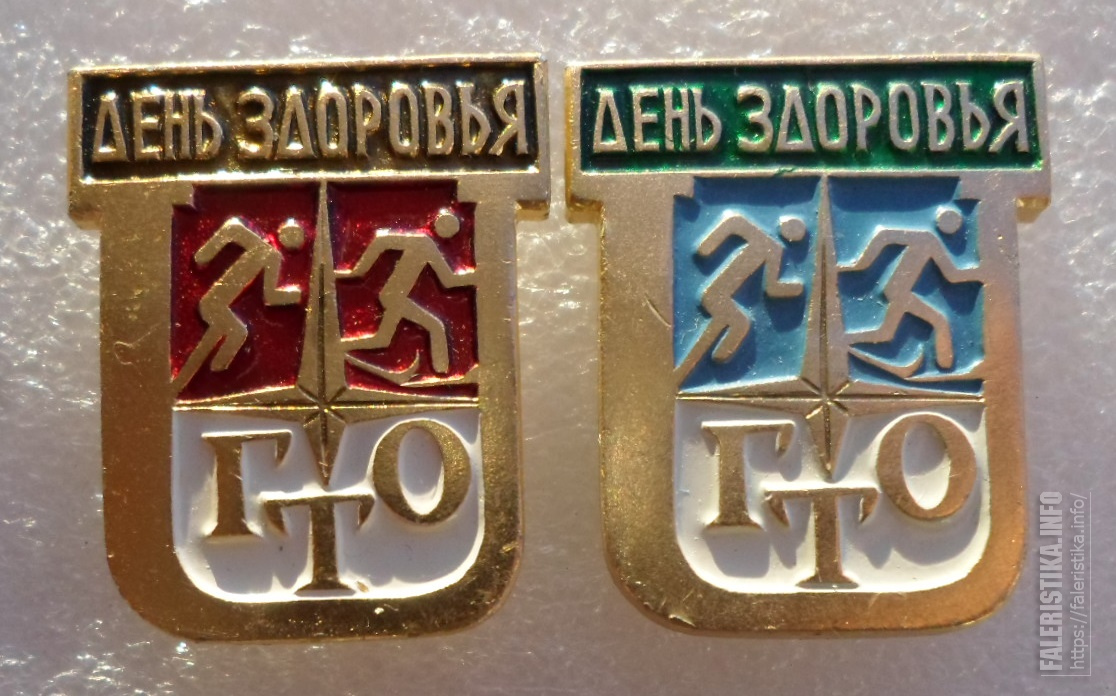 ДЕНЬ ЗДОРОВЬЯ
ГТО
ДЕНЬ ЗДОРОВЬЯ
ГТО
FALERISTIKA.INFO
https://faleristika.info/